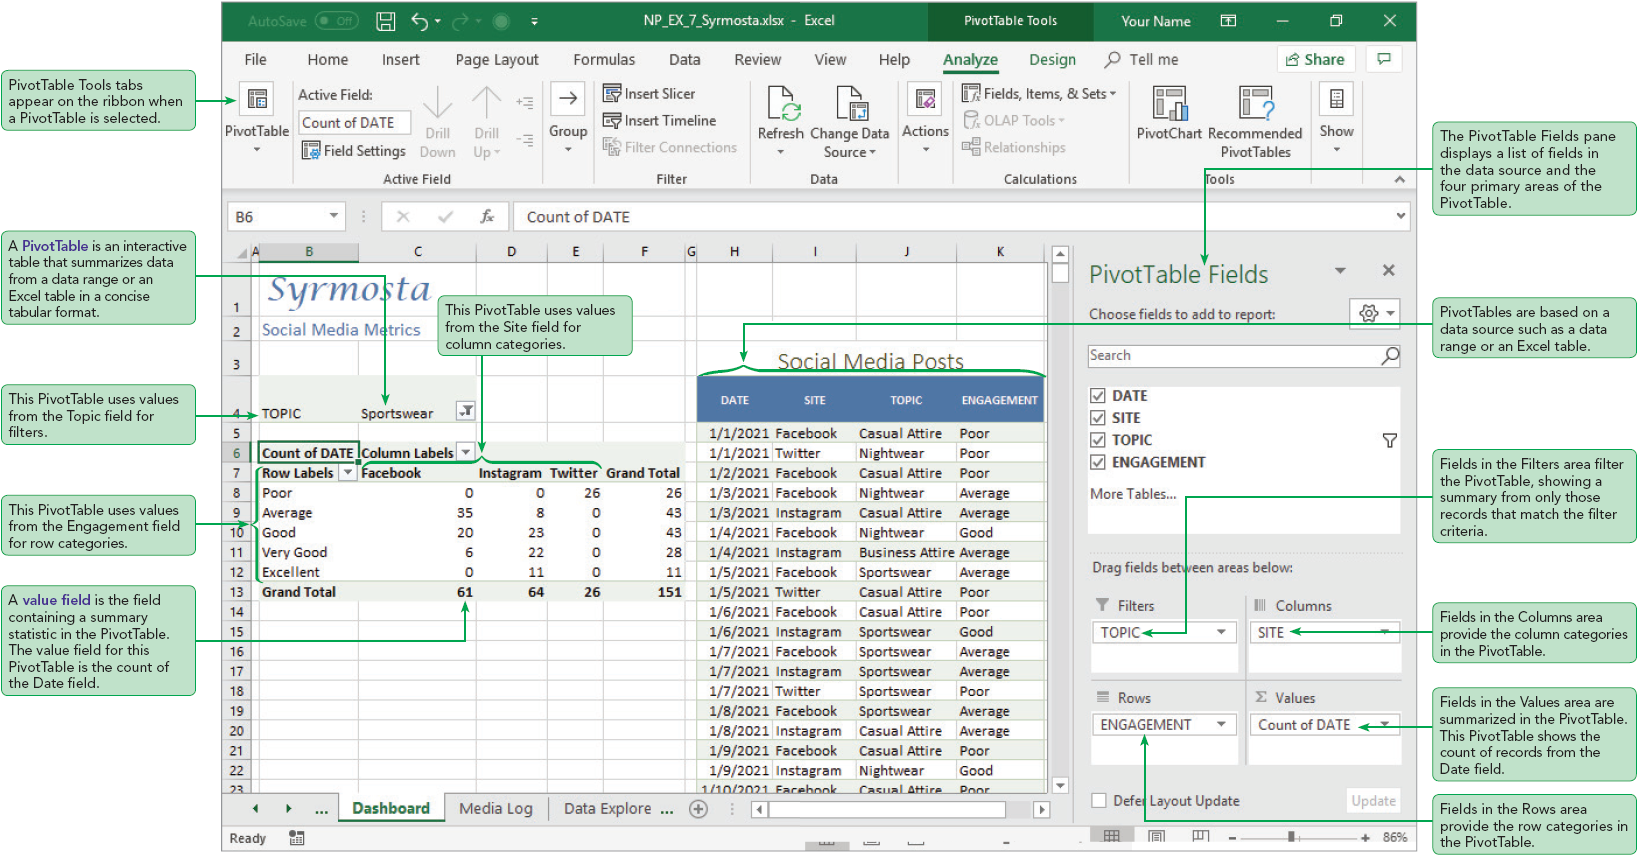 AutoSave Off
NP_EX_7_Syrmosta.xlsx - Excel
PivotTable Tools
Your Name
File Home Insert Page Layout Formulas Data Review View Help Analyze Design Tell me Share
PivotTable
Active Field:
Count of DATE
Field Settings
Drill Down
Drill Up
Active Field
Group
Insert Slicer
Insert Timeline
Filter Connections
Filter
Refresh
Change Data Source
Data
Actions
Fields, Items, & Sets
OLAP Tools
Relationships
Calculations
PivotChart
Recommended PivotTables
Tools
Show
B6 fx Count of DATE
A B C D E F G H I J K
1 Syrmosta
2 Social Media Metrics
3 Social Media Posts
4 TOPIC Sportswear
DATE SITE TOPIC ENGAGEMENT
5 1/1/2021 Facebook Casual Attire Poor
6 Count of DATE Column Labels 1/1/2021 Twitter Nightwear Poor
7 Row Labels Facebook Instagram Twitter Grand Total 1/2/2021 Facebook Casual Attire Poor
8 Poor 0 0 26 26 1/3/2021 Facebook Nightwear Average
9 Average 35 8 0 43 1/3/2021 Instagram Casual Attire Average
10 Good 20 23 0 43 1/4/2021 Facebook Nightwear Good
11 Very Good 6 22 0 28 1/4/2021 Instagram Business Attire Average
12 Excellent 0 11 0 11 1/5/2021 Facebook Sportswear Average
13 Grand Total 61 64 26 151 1/5/2021 Twitter Casual Attire Poor
14 1/6/2021 Facebook Casual Attire Poor
15 1/6/2021 Instagram Sportswear Good
16 1/7/2021 Facebook Sportswear Average
17 1/7/2021 Instagram Sportswear Average
18 1/7/2021 Twitter Sportswear Poor
19 1/8/2021 Facebook Sportswear Average
20 1/8/2021 Instagram Casual Attire Average
21 1/9/2021 Facebook Casual Attire Poor
22 1/9/2021 Instagram Nightwear Good
23 1/10/2021 Facebook Casual Attire Poor
... Dashboard Media Log Data Explore ...
Ready
86%
PivotTable Fields
Choose fields to add to report:
Search
DATE
SITE
TOPIC
ENGAGEMENT
More Tables...
Drag fields between areas below:
Filters
TOPIC
Columns
SITE
Rows
ENGAGEMENT
Σ Values
Count of DATE
Defer Layout Update
Update
PivotTable Tools tabs
appear on the ribbon when
a PivotTable is selected.
A PivotTable is an interactive
table that summarizes data
from a data range or an
Excel table in a concise
tabular format.
This PivotTable uses values
from the Topic field for
filters.
This PivotTable uses values
from the Engagement field
for row categories.
A value field is the field
containing a summary
statistic in the PivotTable.
The value field for this
PivotTable is the count of
the Date field.
This PivotTable uses values
from the Site field for
column categories.
The PivotTable Fields pane
displays a list of fields in
the data source and the
four primary areas of the
PivotTable.
PivotTables are based on a
data source such as a data
range or an Excel table.
Fields in the Filters area filter
the PivotTable, showing a
summary from only those
records that match the filter
criteria.
Fields in the Columns area
provide the column categories
in the PivotTable.
Fields in the Values area are
summarized in the PivotTable.
This PivotTable shows the
count of records from the
Date field.
Fields in the Rows area
provide the row categories in
the PivotTable.